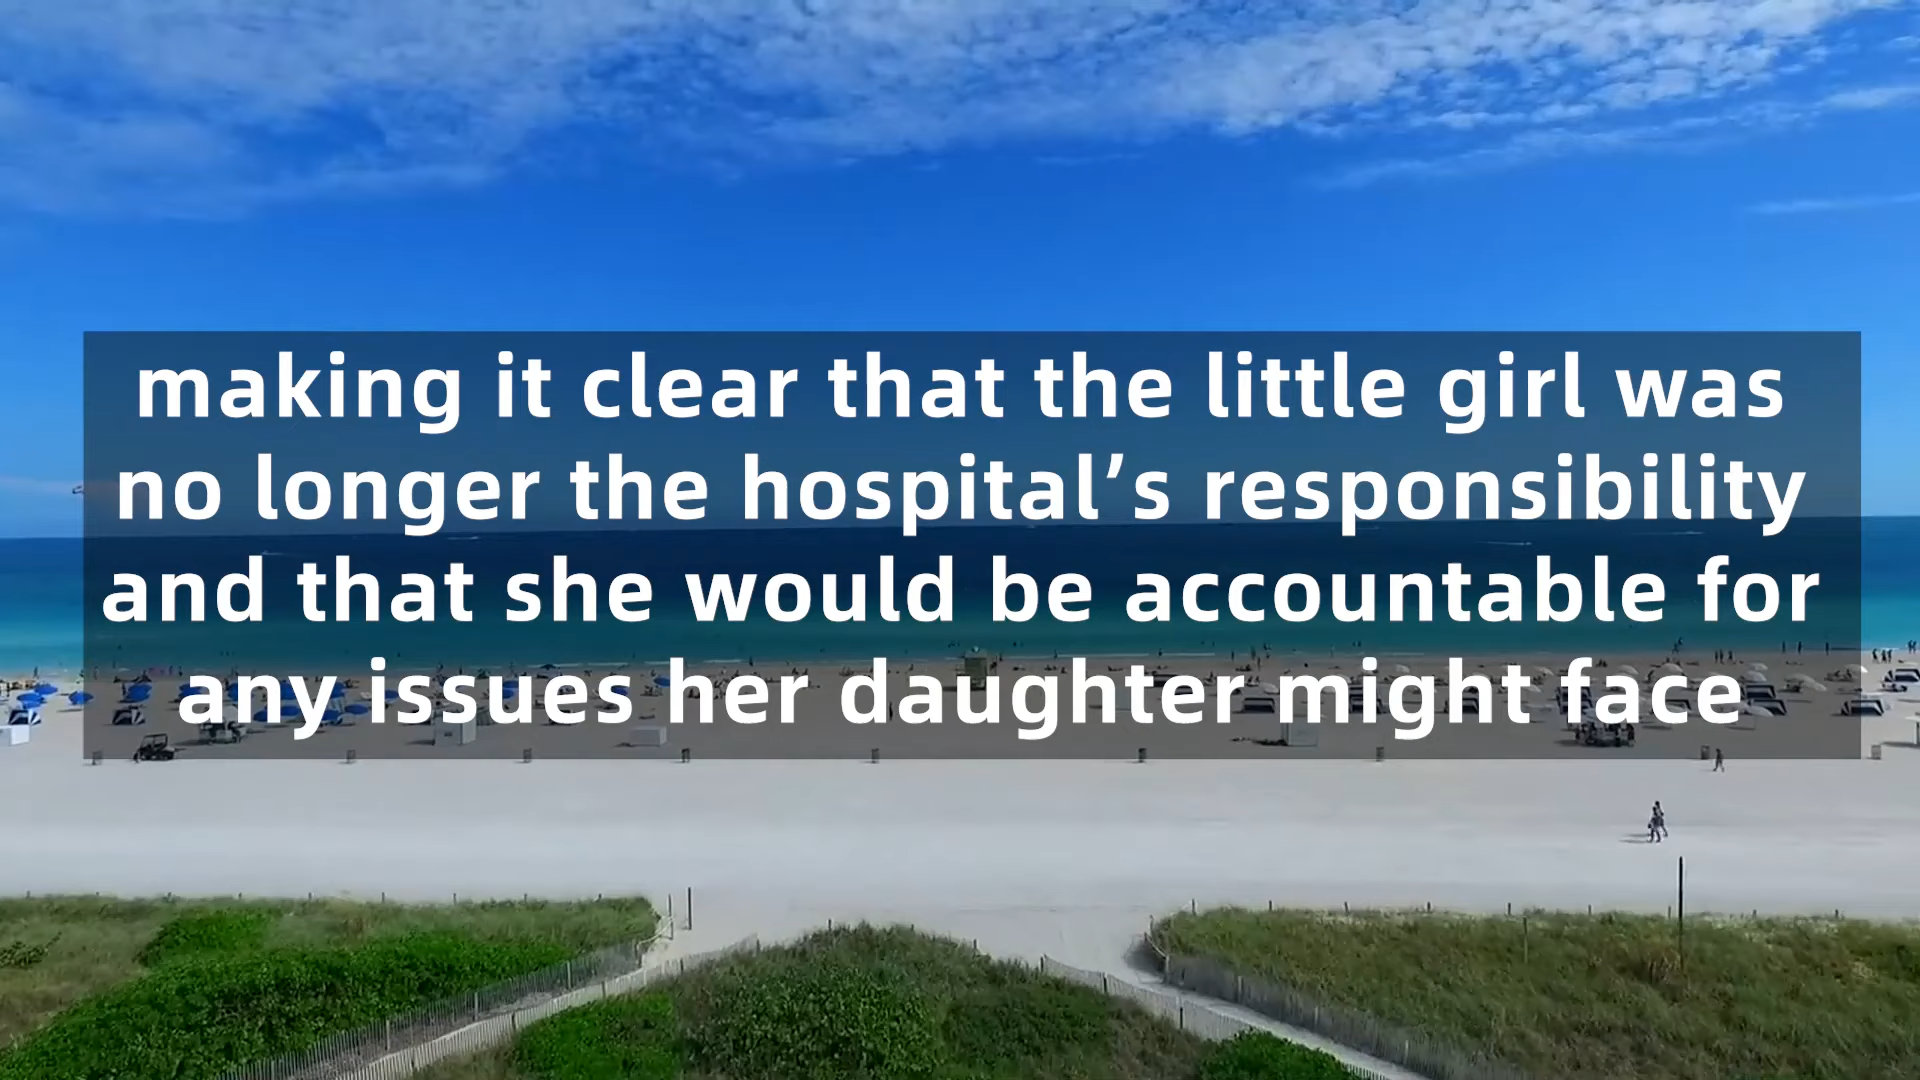 making it clear that the little girl was
no longer the hospital’s responsibility
and that she would be accountable for
any issues her daughter might face